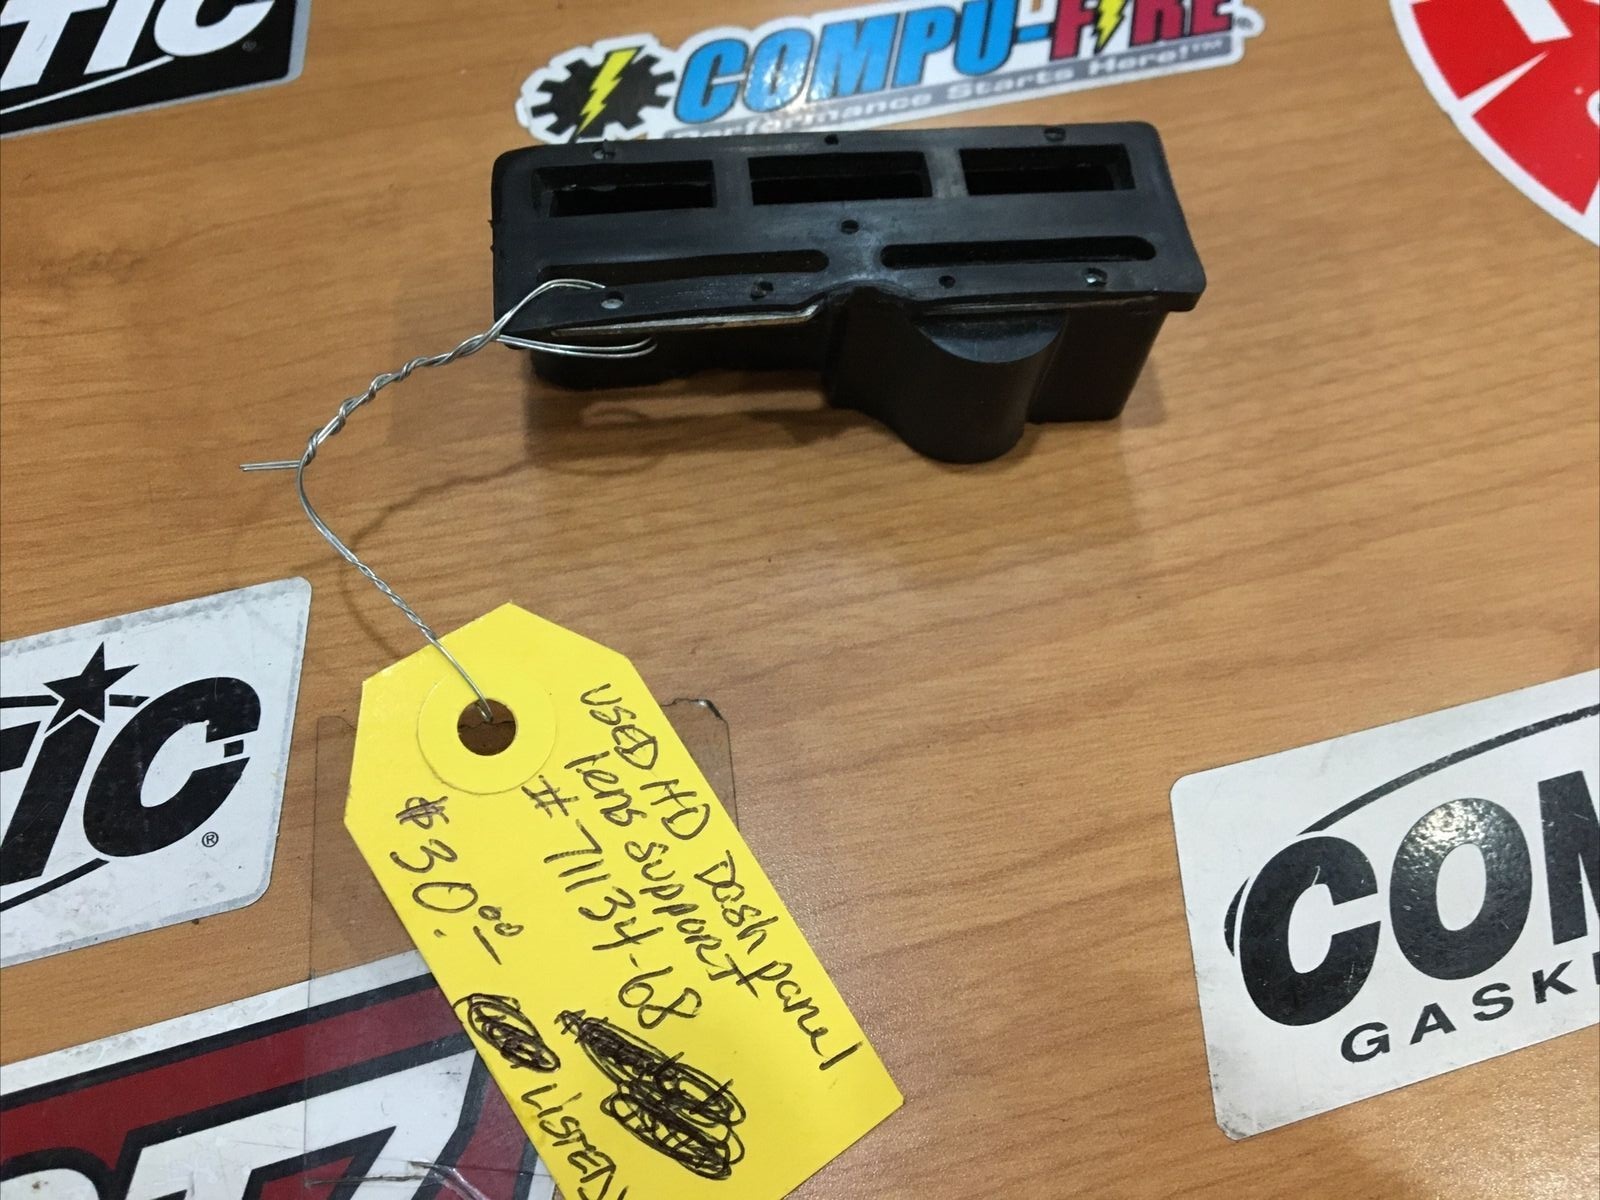 TIC
®
COMPU-FIRE
Performance Starts Here!™
TIC
®
USED HD Dash panel
lens support
# 71134-68
$30.00
LISTED
COM
GASK